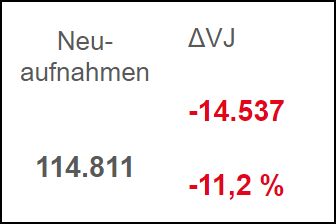 Neu-
aufnahmen
ΔVJ
114.811
-14.537
-11,2 %